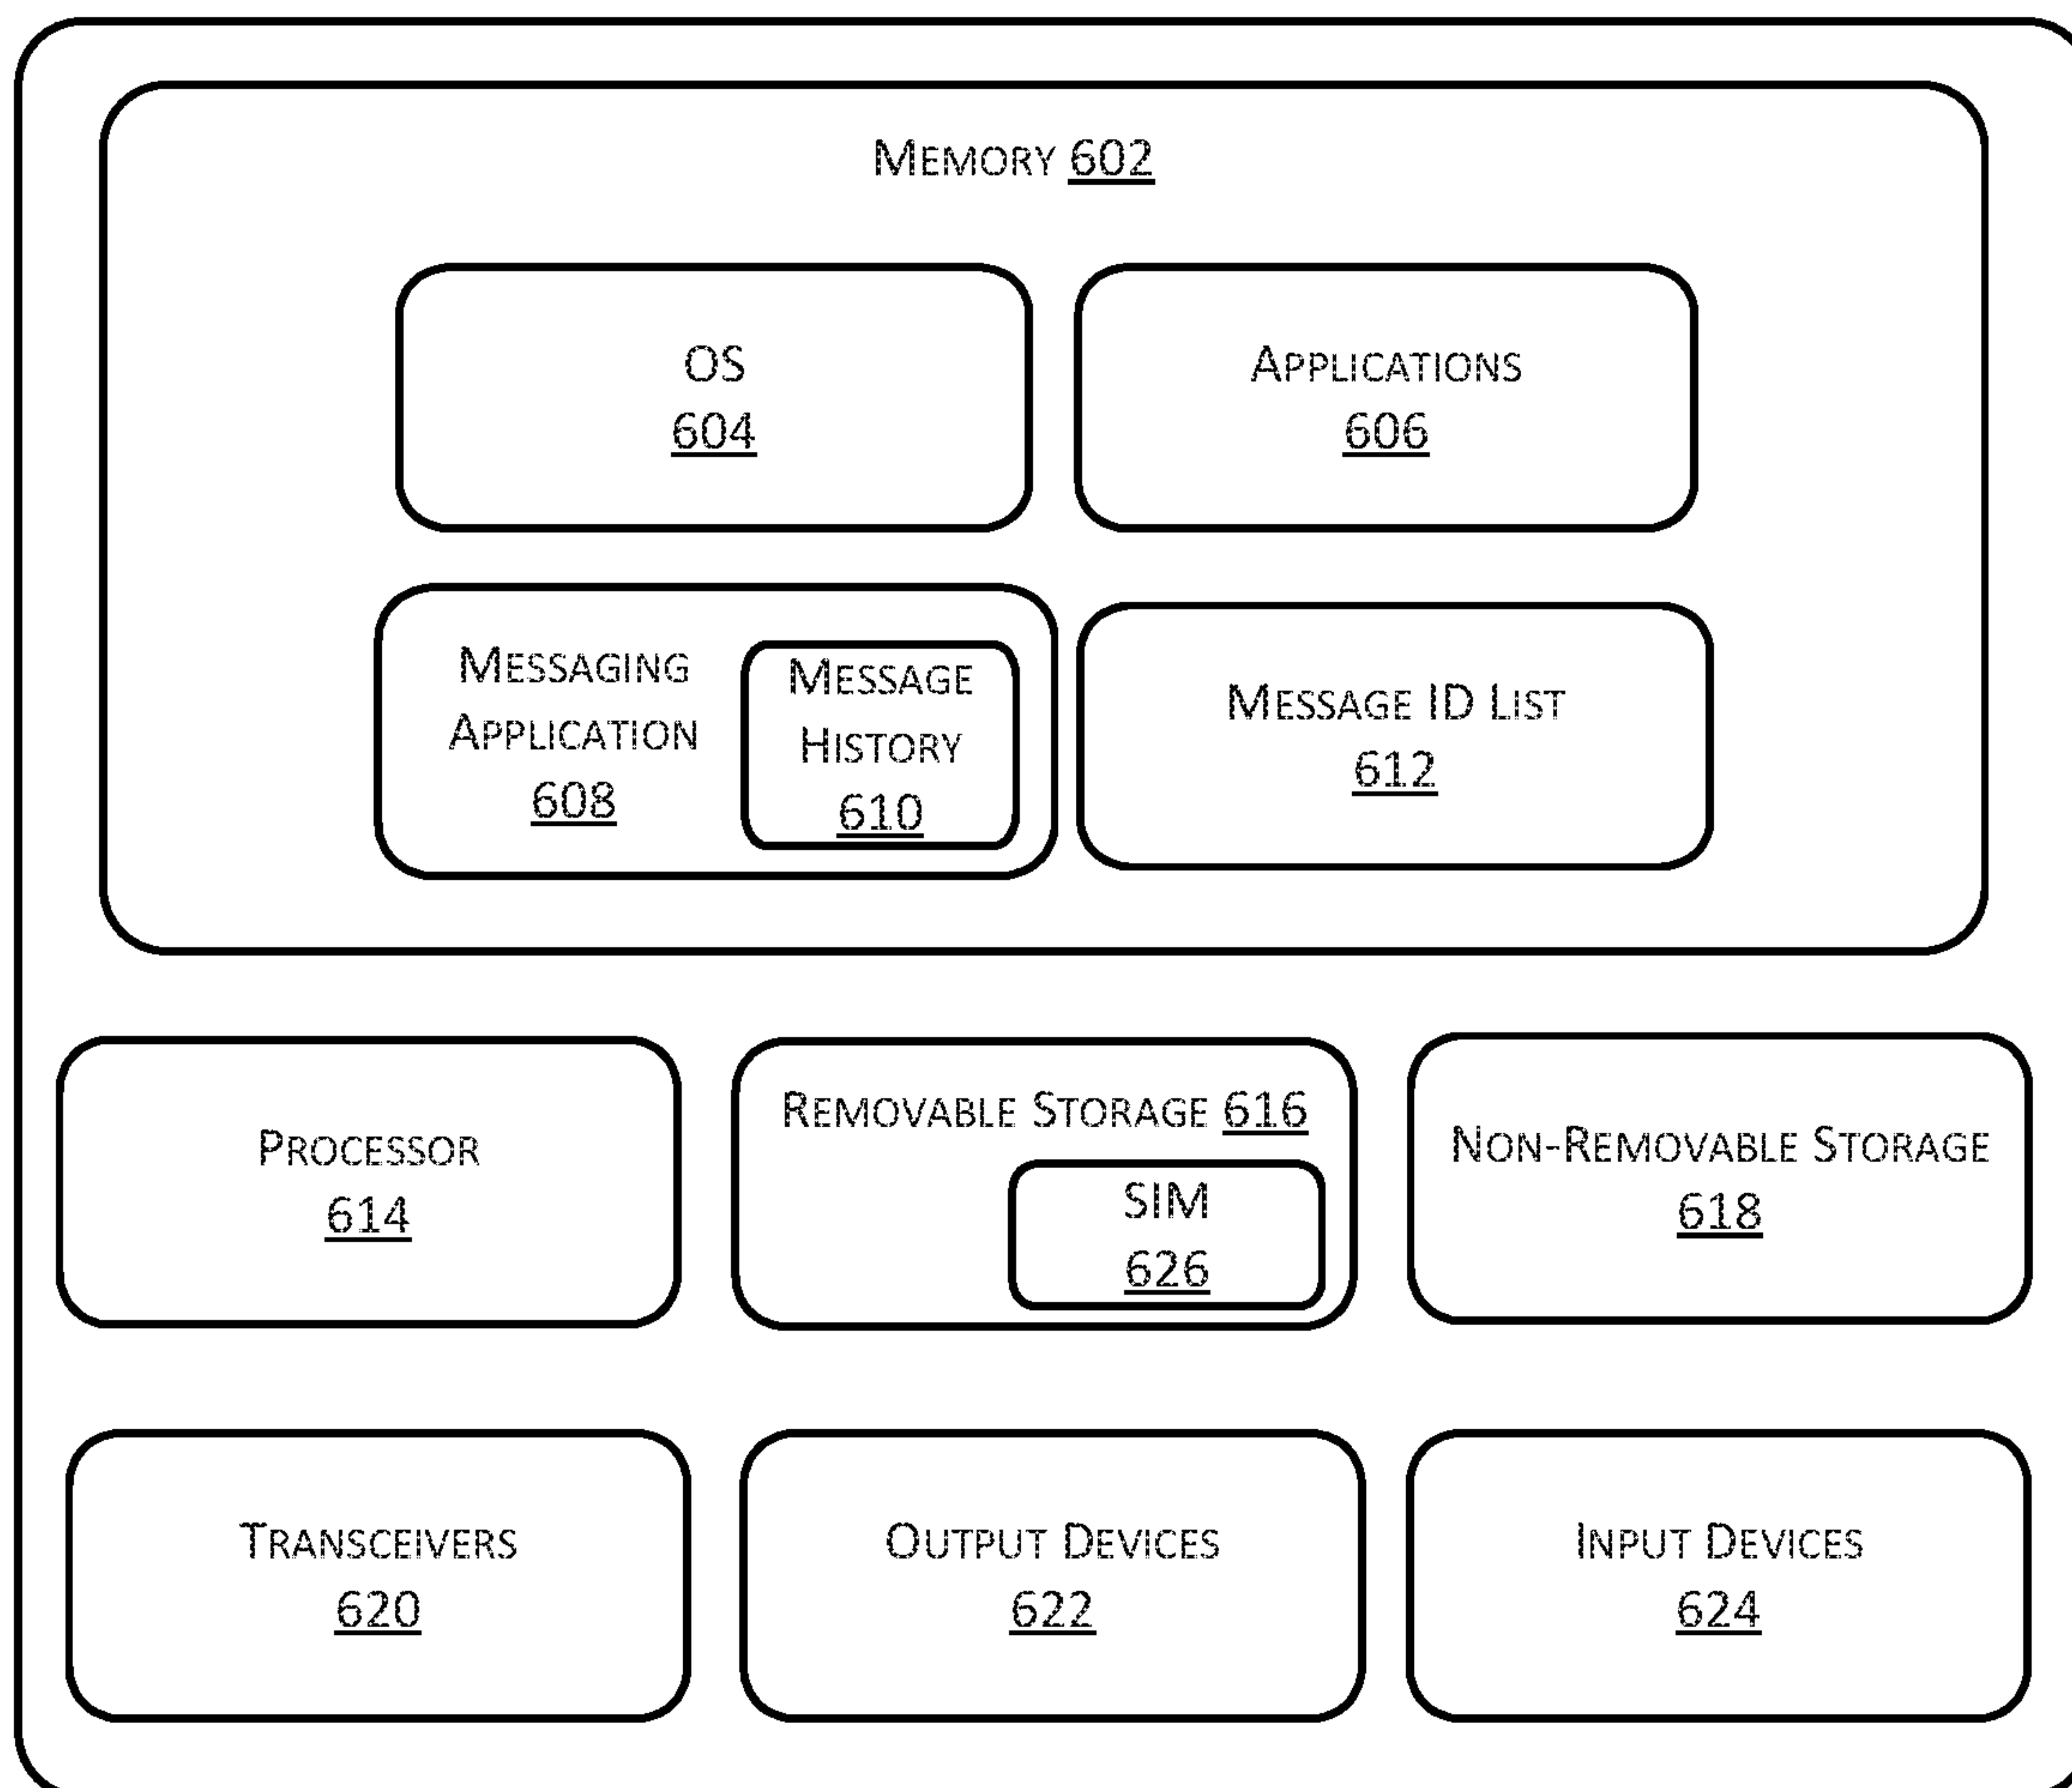 MEMORY 602
OS
604
APPLICATIONS
606
MESSAGING
APPLICATION
608
MESSAGE
HISTORY
610
MESSAGE ID LIST
612
PROCESSOR
614
REMOVABLE STORAGE 616
SIM
626
NON-REMOVABLE STORAGE
618
TRANSCEIVERS
620
OUTPUT DEVICES
622
INPUT DEVICES
624